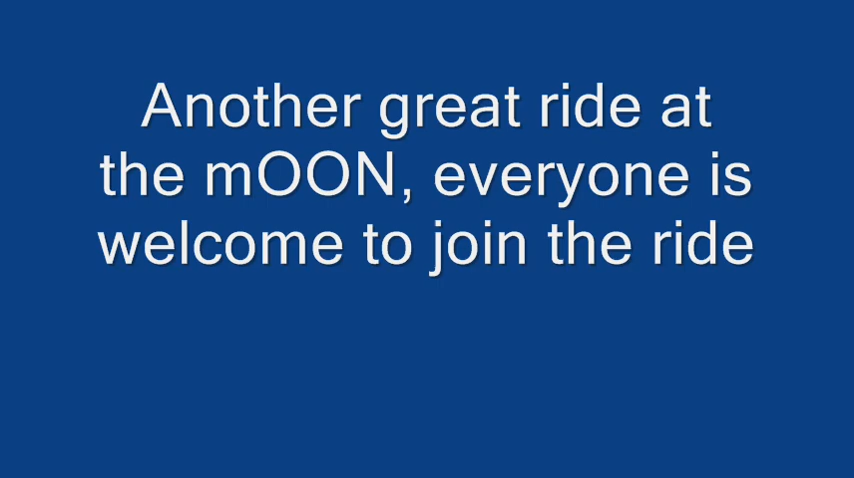 Another great ride at
the mOON, everyone is
welcome to join the ride